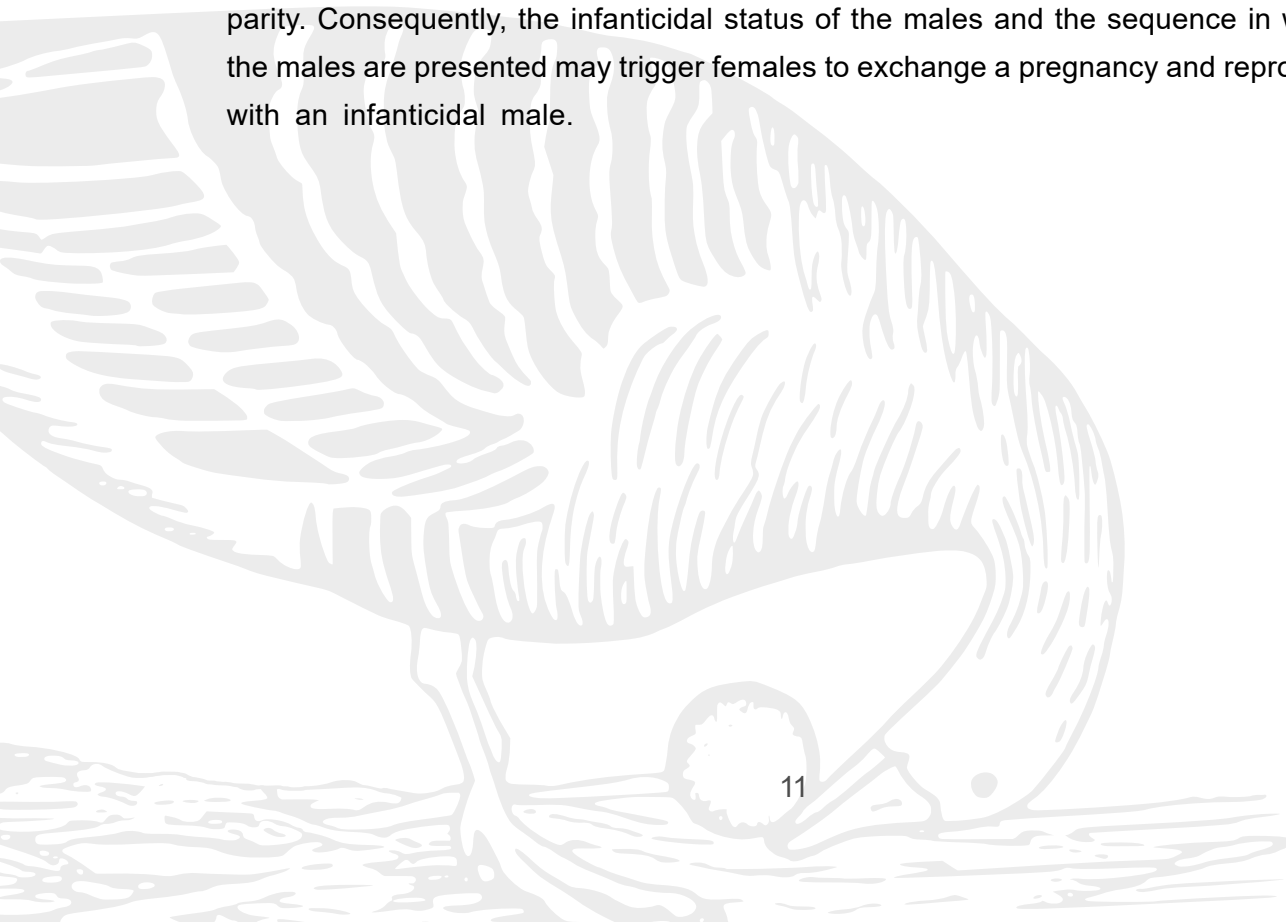 parity. Consequently, the infanticidal status of the males and the sequence in
the males are presented may trigger females to exchange a pregnancy and
with an infanticidal male.
11